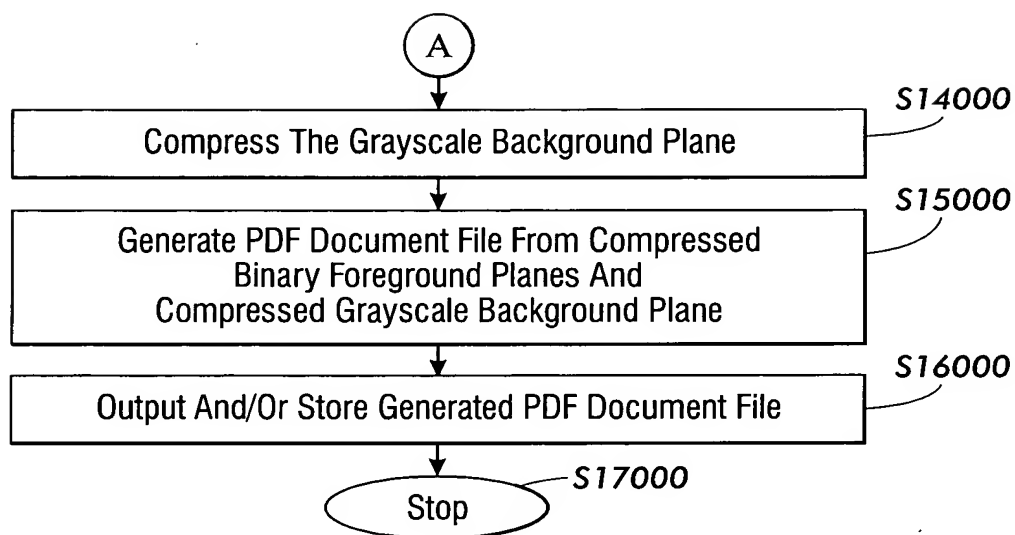 A
S14000
Compress The Grayscale Background Plane
S15000
Generate PDF Document File From Compressed
Binary Foreground Planes And
Compressed Grayscale Background Plane
S16000
Output And/Or Store Generated PDF Document File
S17000
Stop